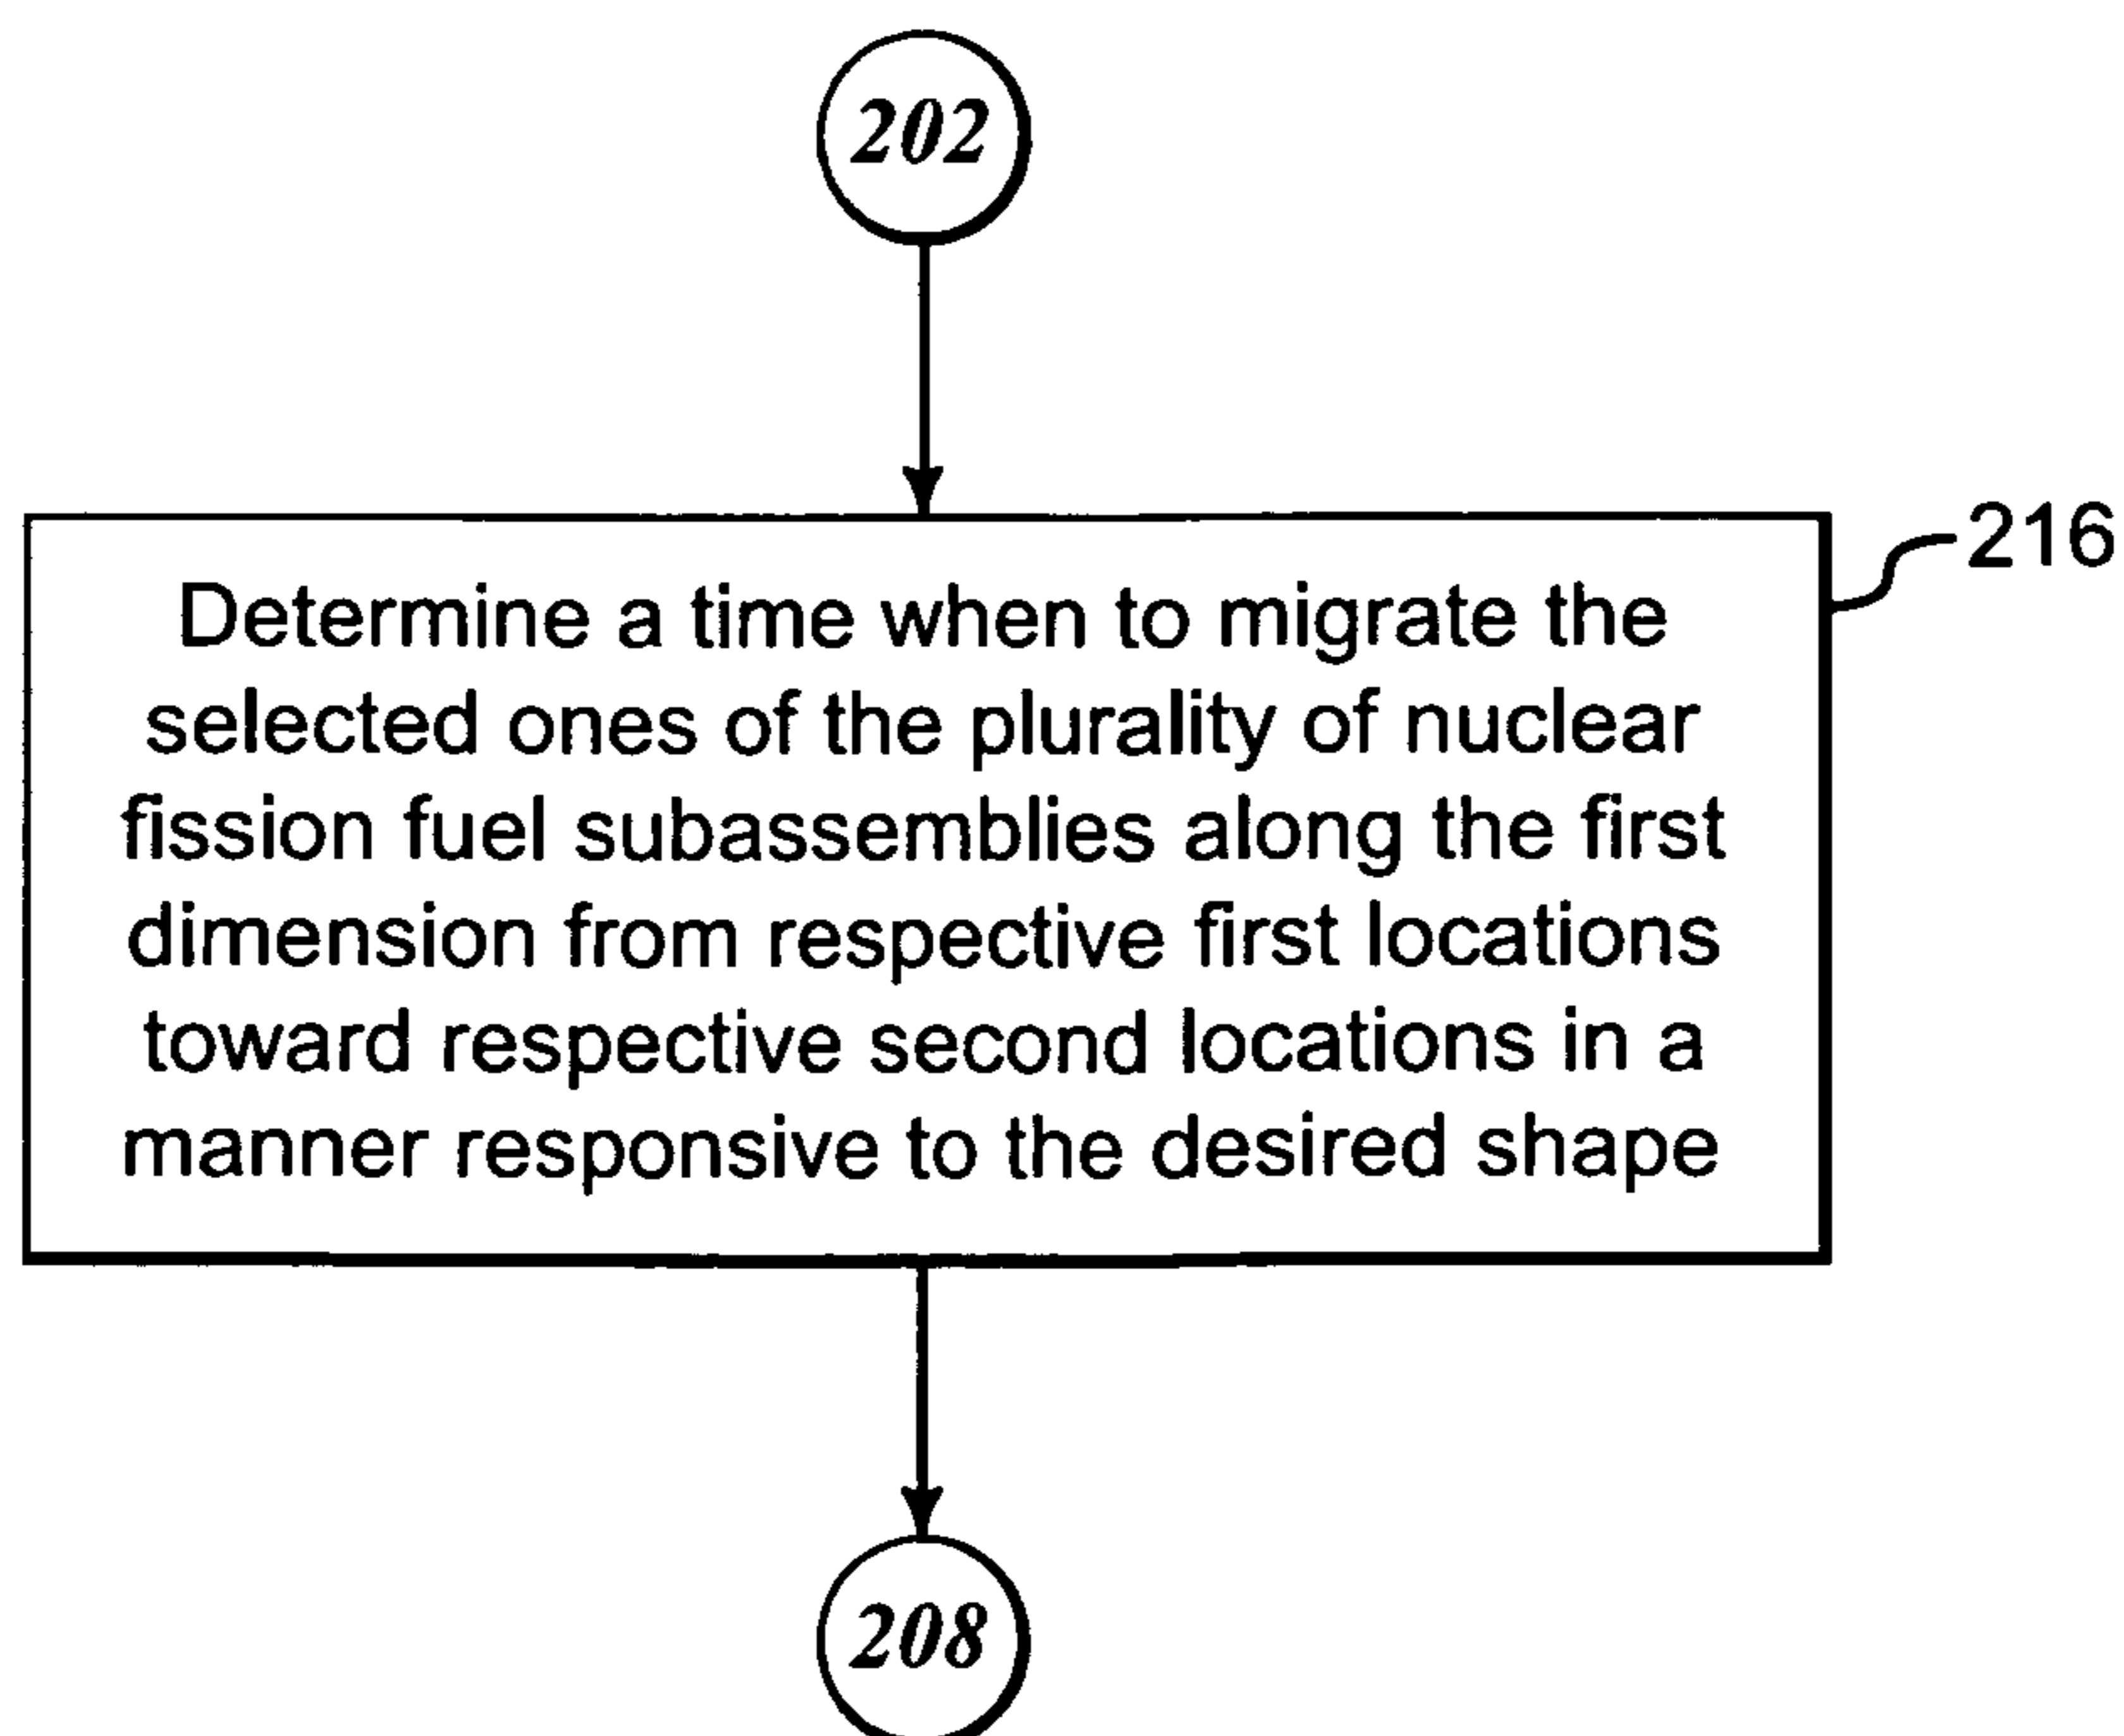 202
216
Determine a time when to migrate the
selected ones of the plurality of nuclear
fission fuel subassemblies along the first
dimension from respective first locations
toward respective second locations in a
manner responsive to the desired shape
208